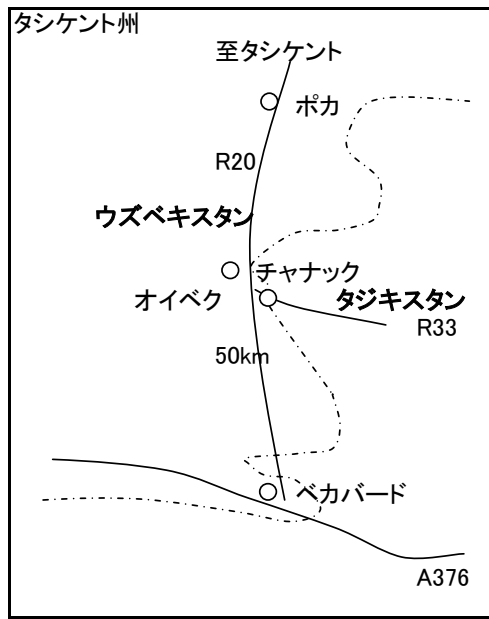 タシケント州
至タシケント
ポカ
R20
ウズベキスタン
チャナック
オイベク
タジキスタン
R33
50km
ベカバード
A376